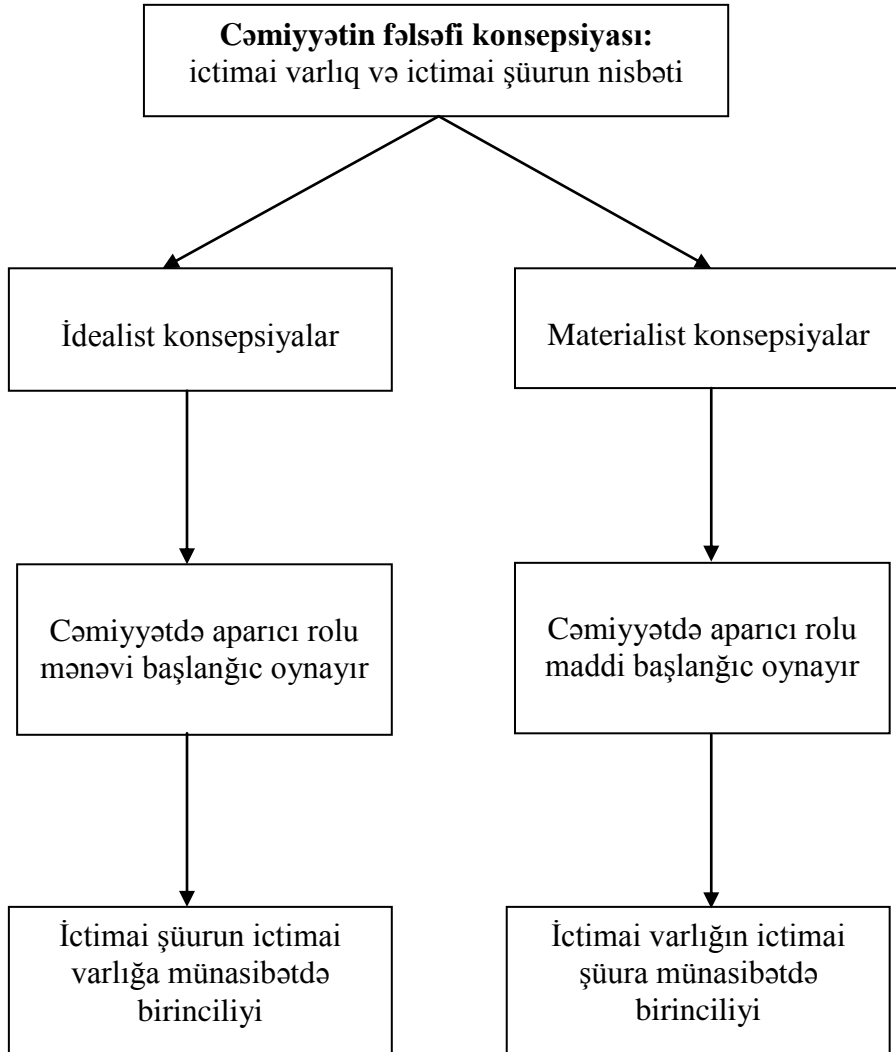 Cəmiyyətin fəlsəfi konsepsiyası:
ictimai varlıq və ictimai şüurun nisbəti
İdealist konsepsiyalar
Materialist konsepsiyalar
Cəmiyyətdə aparıcı rolu
mənəvi başlanğıc oynayır
Cəmiyyətdə aparıcı rolu
maddi başlanğıc oynayır
İctimai şüurun ictimai
varlığa münasibətdə
birinciliyi
İctimai varlığın ictimai
şüura münasibətdə
birinciliyi